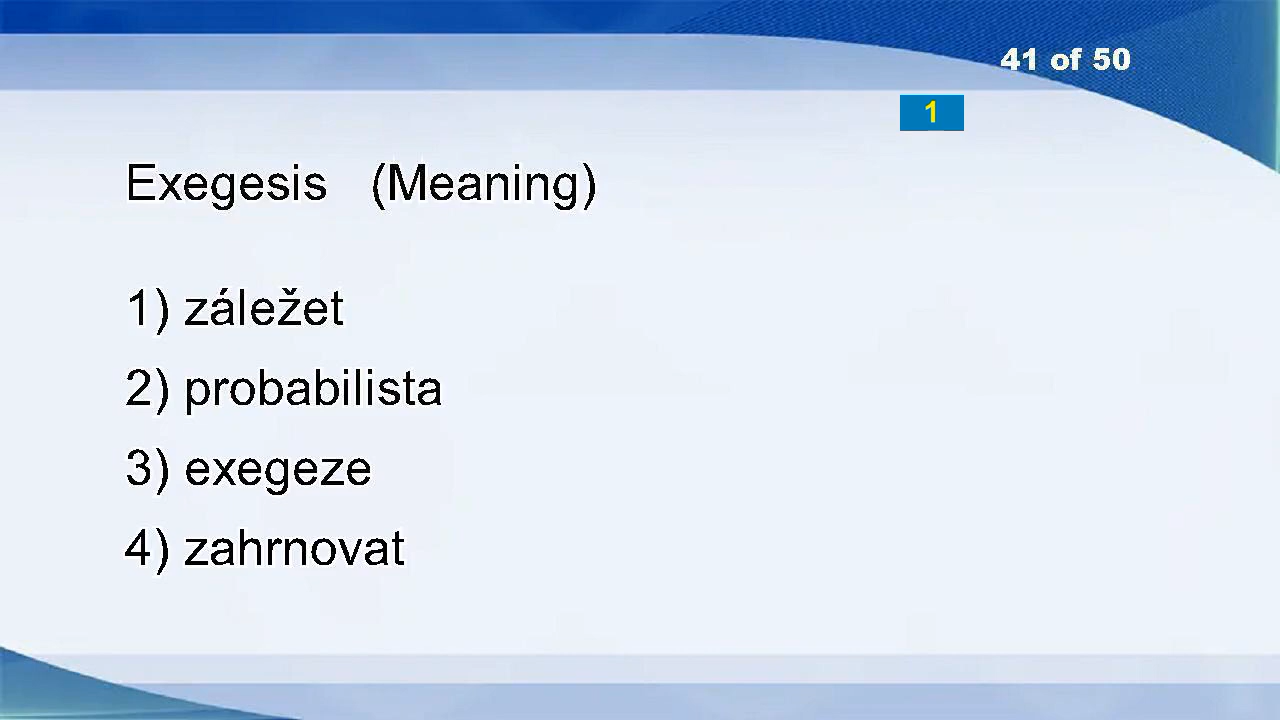 41 of 50
1
Exegesis (Meaning)
1) záležet
2) probabilista
3) exegeze
4) zahrnovat